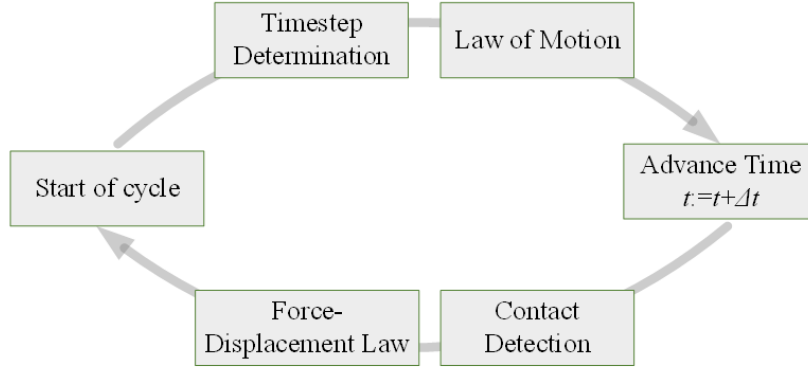 Timestep
Determination
Law of Motion
Advance Time
t:=t+Δt
Contact
Detection
Force-
Displacement Law
Start of cycle